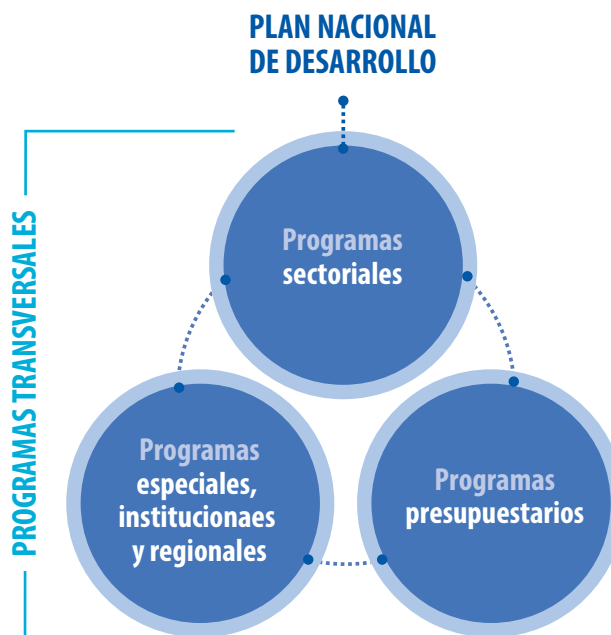 PLAN NACIONAL
DE DESARROLLO
PROGRAMAS TRANSVERSALES
Programas
sectoriales
Programas
especiales,
institucionaes
y regionales
Programas
presupuestarios